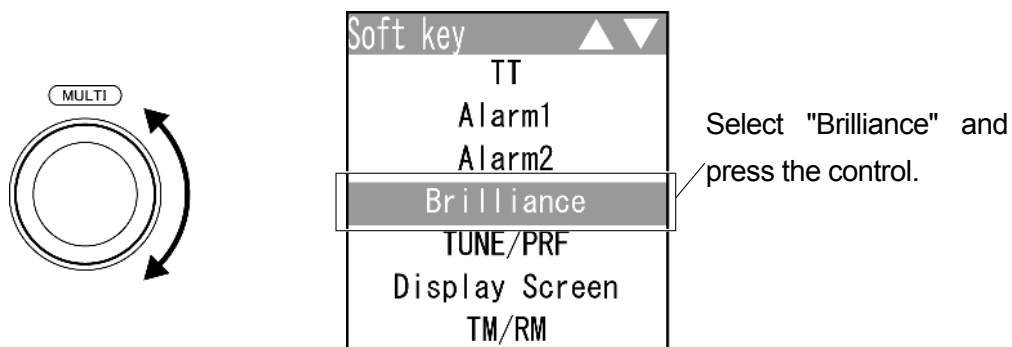 MULTI
Soft key
TT
Alarm1
Alarm2
Brilliance
TUNE/PRF
Display Screen
TM/RM
Select "Brilliance" and
press the control.